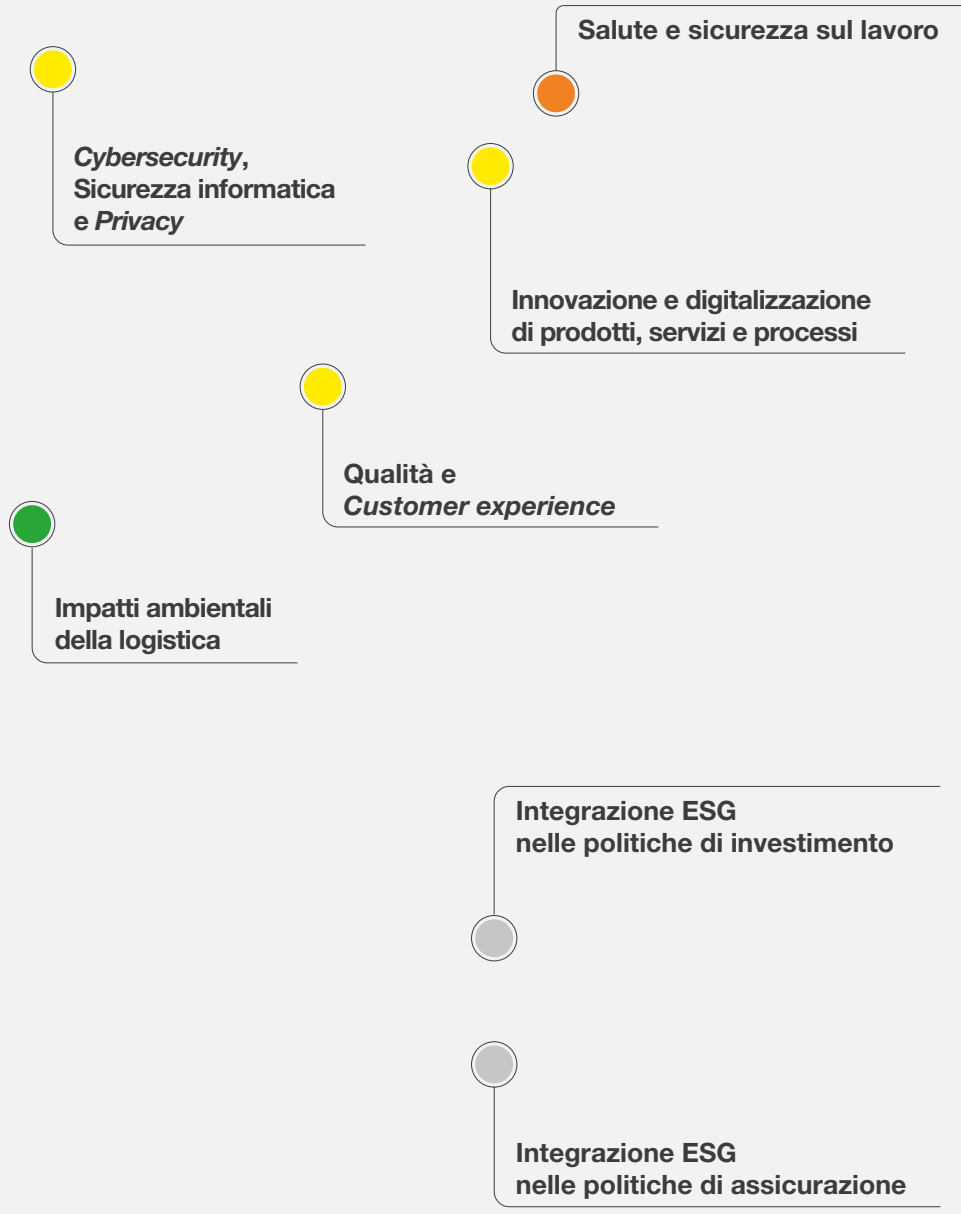 Salute e sicurezza sul lavoro
Cybersecurity,
Sicurezza informatica
e Privacy
Innovazione e digitalizzazione
di prodotti, servizi e processi
Qualità e
Customer experience
Impatti ambientali
della logistica
Integrazione ESG
nelle politiche di investimento
Integrazione ESG
nelle politiche di assicurazione